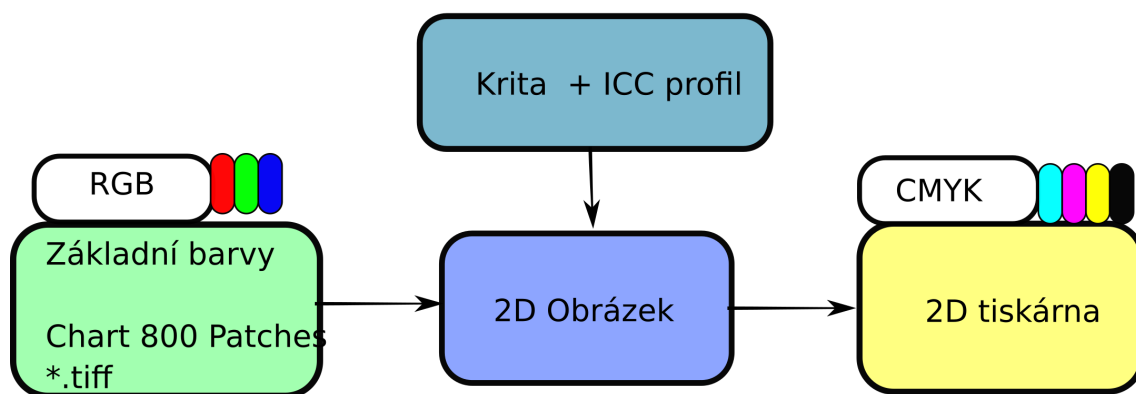 Krita + ICC profil
RGB
CMYK
Základní barvy
Chart 800 Patches
*.tiff
2D Obrázek
2D tiskárna